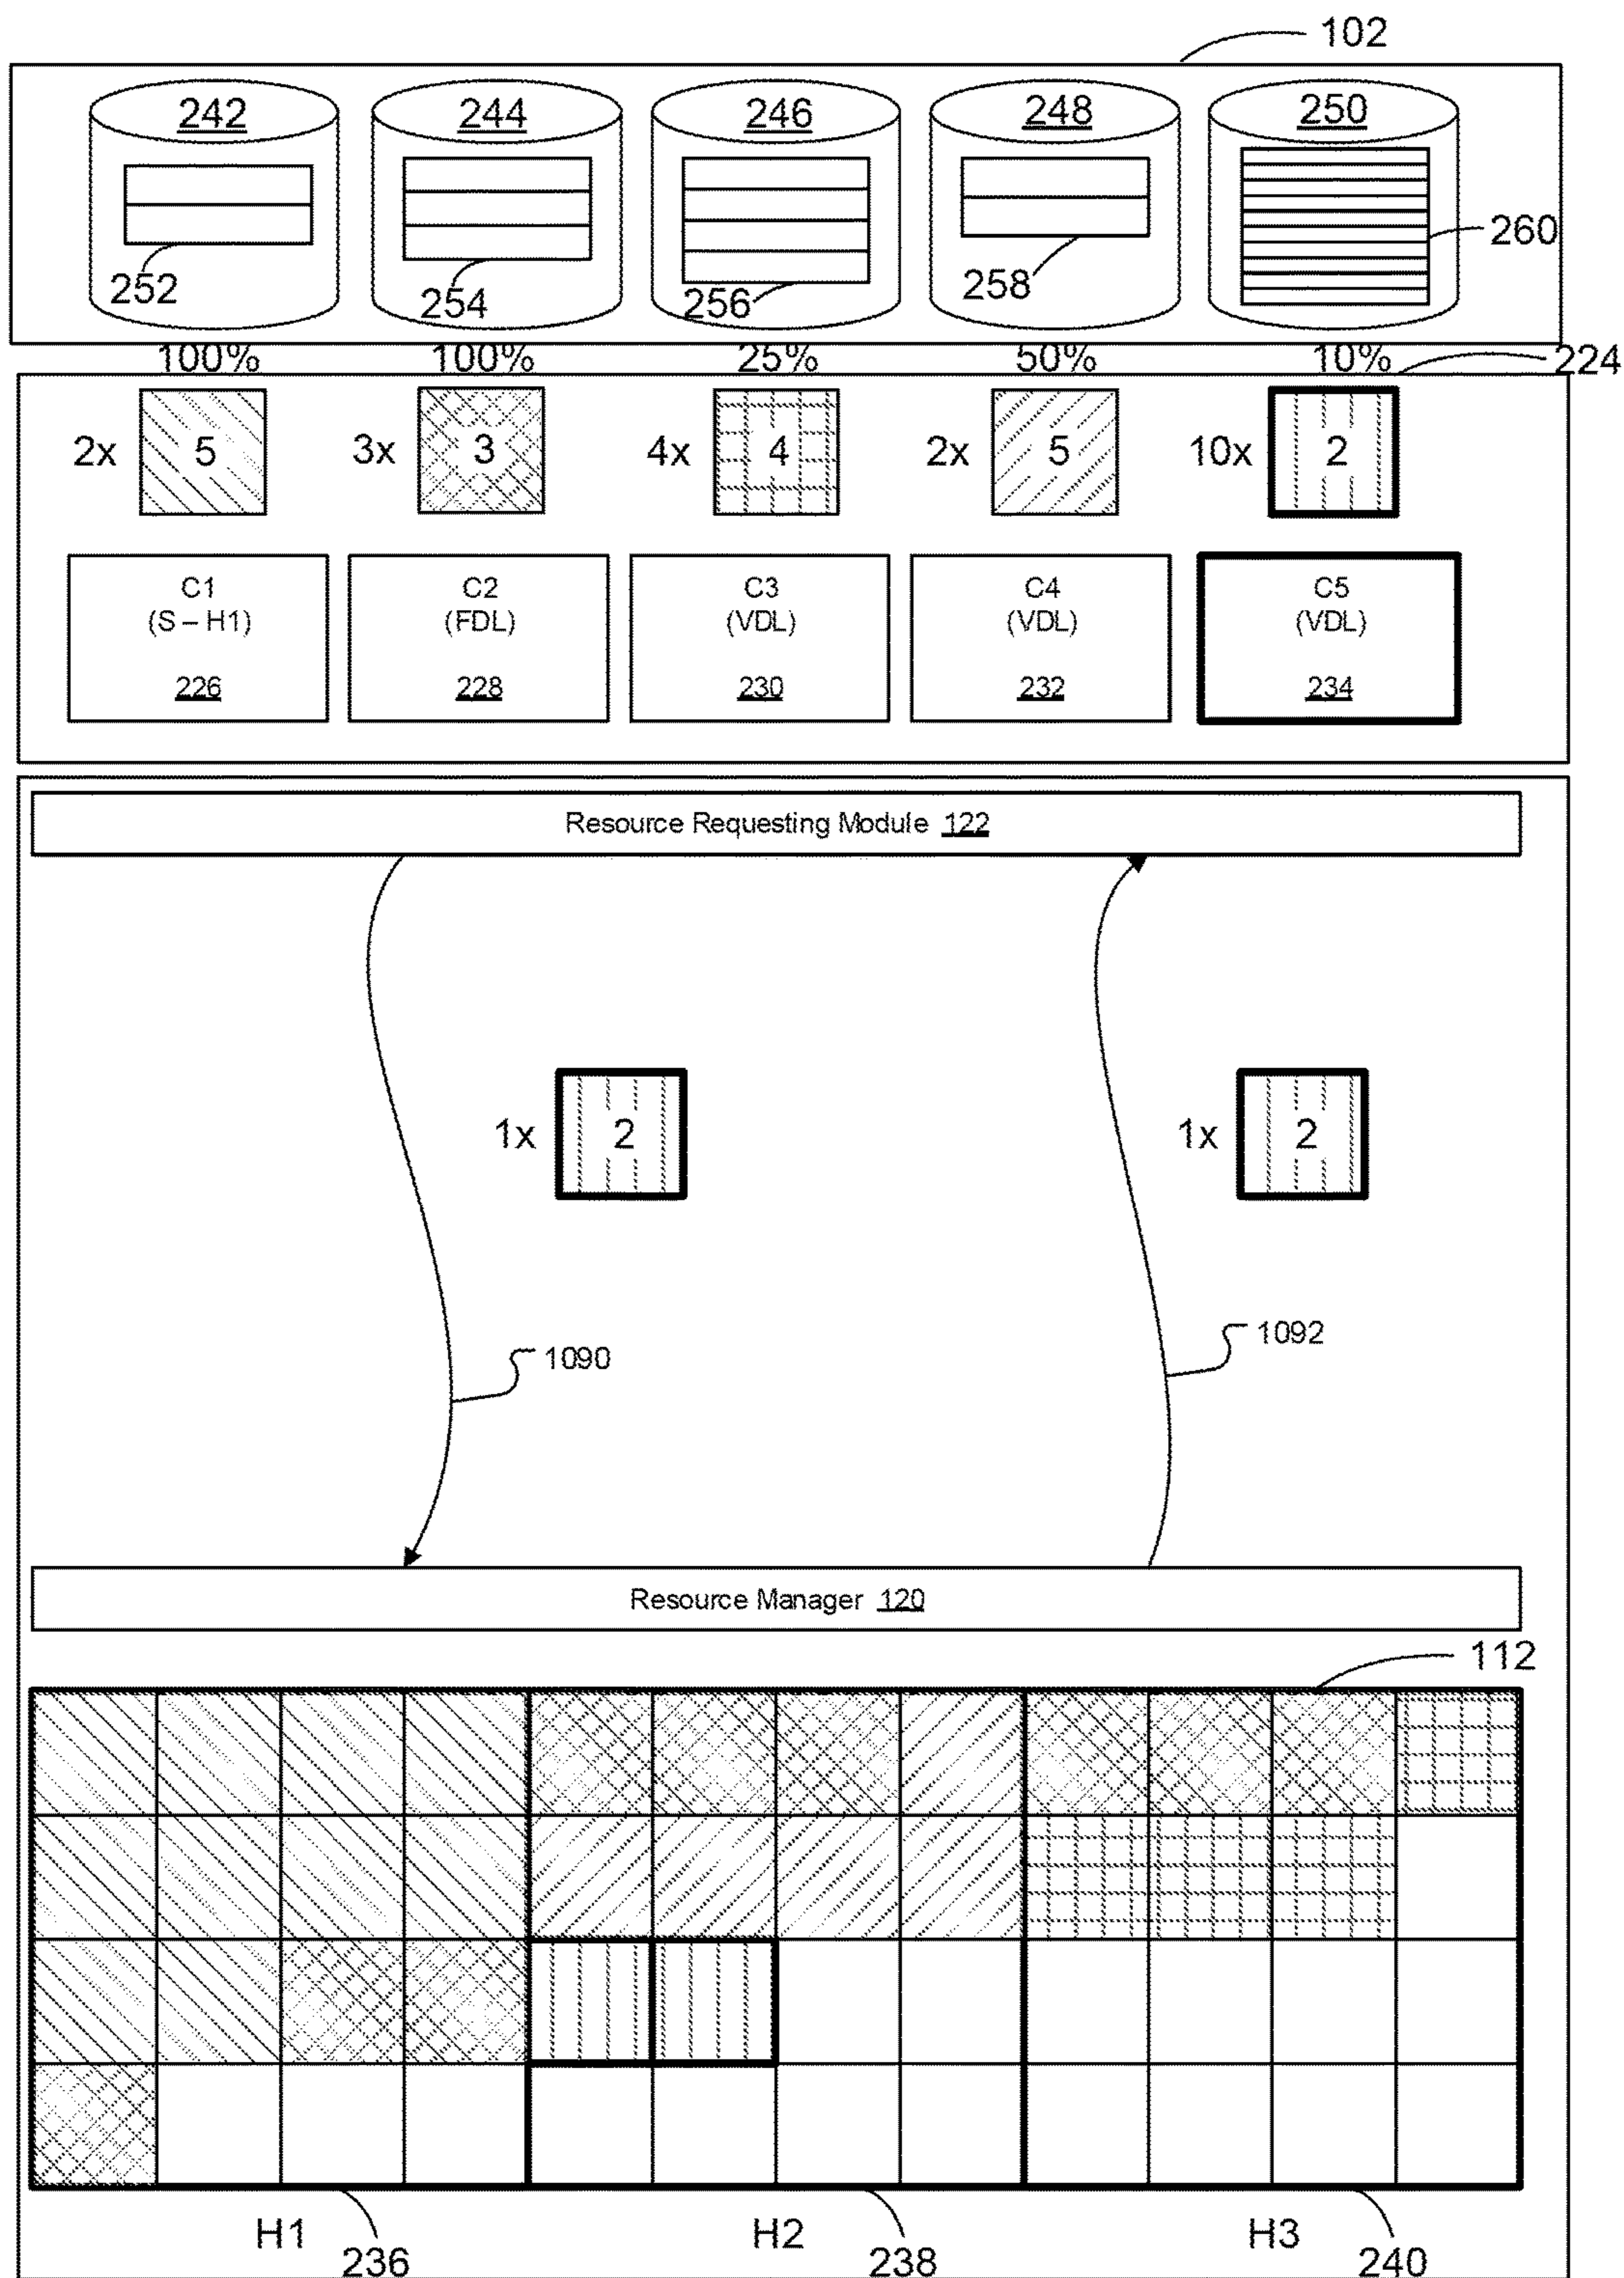 102
242 244 246 248 250
260
252 254 256 258
100% 100% 25% 50% 10%
224
2x 5 3x 3 4x 4 2x 5 10x 2
C1 C2 C3 C4 C5
(S – H1) (FDL) (VDL) (VDL) (VDL)
226 228 230 232 234
Resource Requesting Module 122
1x 2 1x 2
1092
1090
Resource Manager 120
112
H1 H2 H3
236 238 240